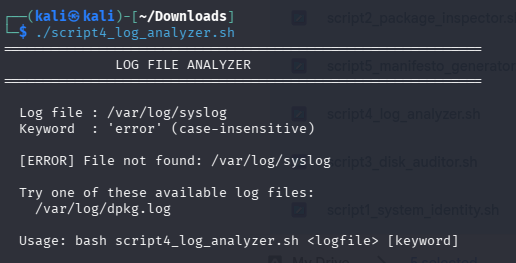 ┌──(kali㉿kali)-[~/Downloads]
└─$ ./script4_log_analyzer.sh
LOG FILE ANALYZER
Log file : /var/log/syslog
Keyword  : 'error' (case-insensitive)
[ERROR] File not found: /var/log/syslog
Try one of these available log files:
/var/log/dpkg.log
Usage: bash script4_log_analyzer.sh <logfile> [keyword]
script2_package_inspector.sh
script5_manifesto_generator
script4_log_analyzer.sh
script3_disk_auditor.sh
script1_system_identity.sh
My Drive